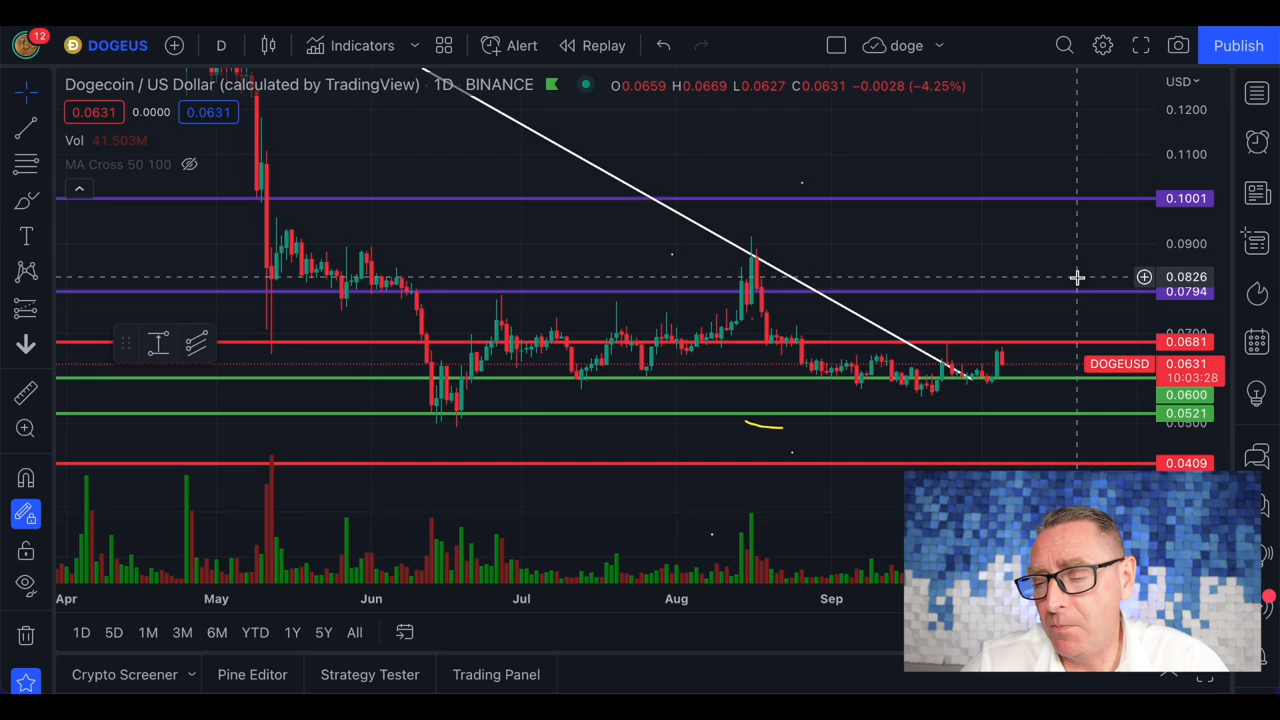 12
DOGEUS D Indicators Alert Replay doge Publish
Dogecoin / US Dollar (calculated by TradingView) · 1D · BINANCE O0.0659 H0.0669 L0.0627 C0.0631 −0.0028 (−4.25%)
USD
0.0631 0.0000 0.0631
0.1200
Vol 41.503M
MA Cross 50 100
0.1100
0.1001
0.0900
0.0826
0.0794
0.0700
0.0681
DOGEUSD 0.0631
10:03:28
0.0600
0.0521
0.0500
0.0409
Apr May Jun Jul Aug Sep
1D 5D 1M 3M 6M YTD 1Y 5Y All
Crypto Screener Pine Editor Strategy Tester Trading Panel